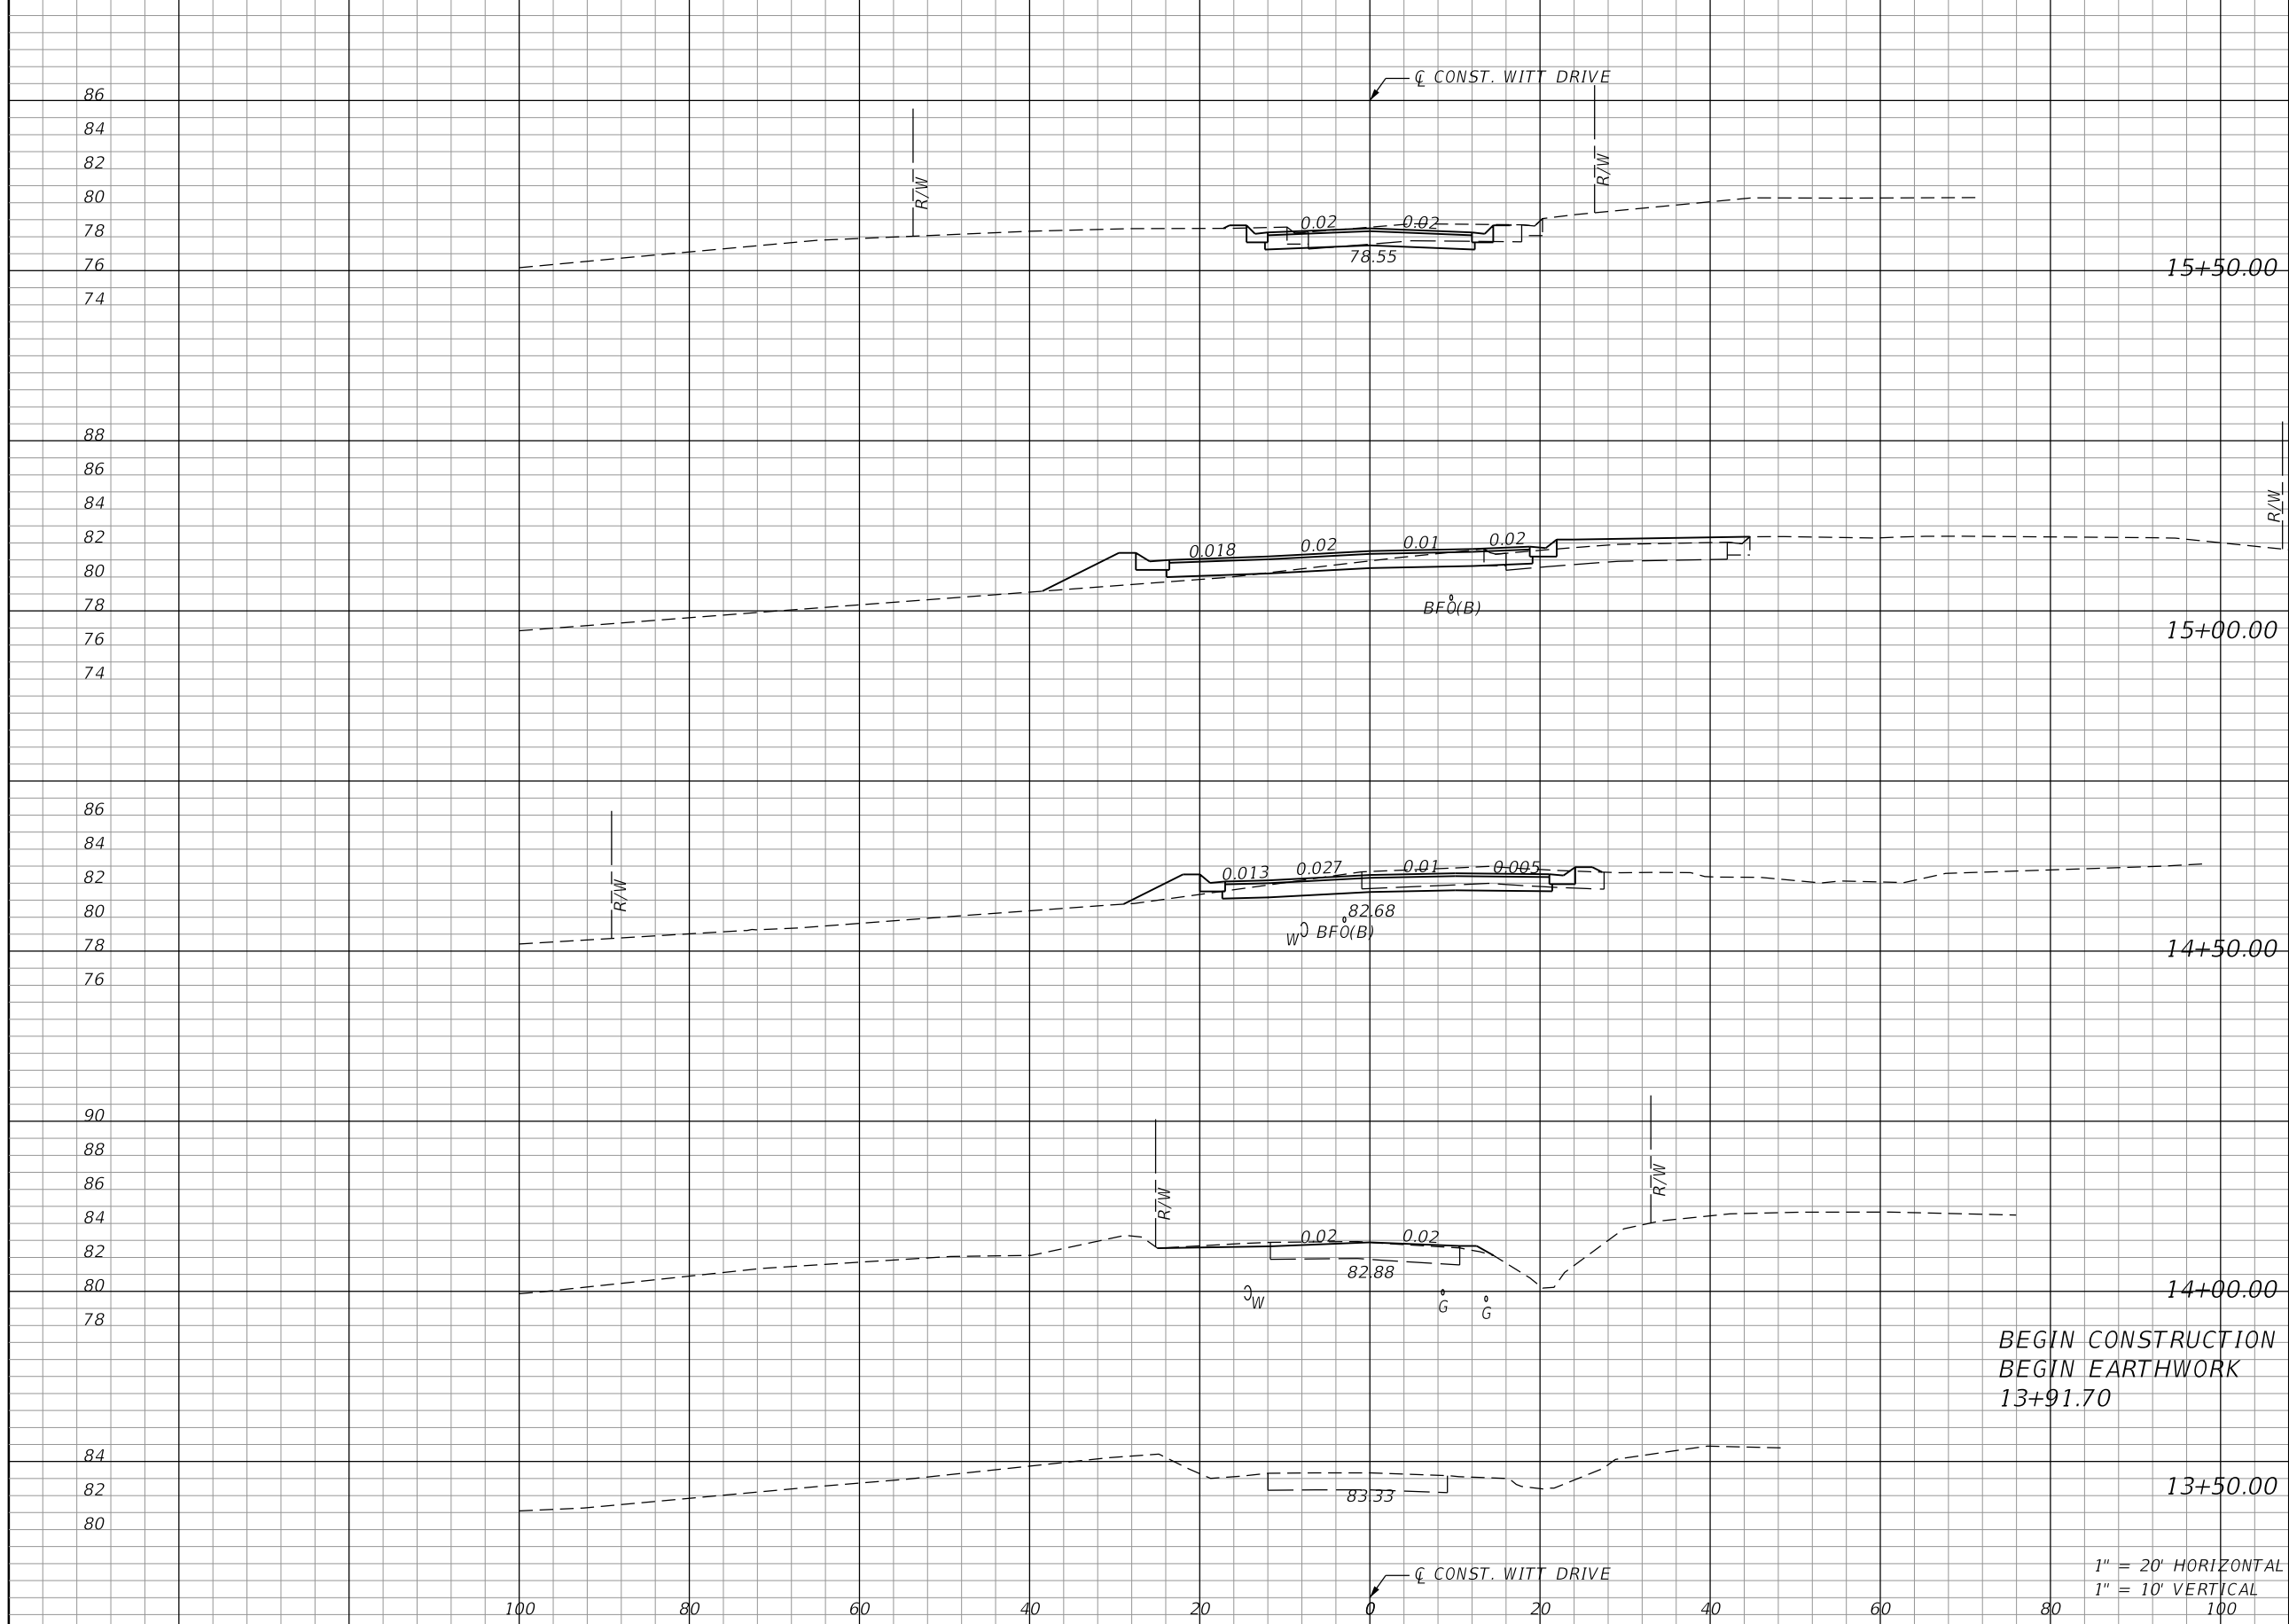 ℄ CONST. WITT DRIVE
86
84
82
80
78
76
74
R/W
R/W
0.02
0.02
78.55
15+50.00
88
86
84
82
80
78
76
74
R/W
0.018
0.02
0.01
0.02
BFO(B)
15+00.00
86
84
82
80
78
76
R/W
0.013
0.027
0.01
0.005
82.68
W
BFO(B)
14+50.00
90
88
86
84
82
80
78
R/W
R/W
0.02
0.02
82.88
W
G
G
14+00.00
BEGIN CONSTRUCTION
BEGIN EARTHWORK
13+91.70
84
82
80
83.33
13+50.00
℄ CONST. WITT DRIVE
1" = 20' HORIZONTAL
1" = 10' VERTICAL
100 80 60 40 20 0 20 40 60 80 100